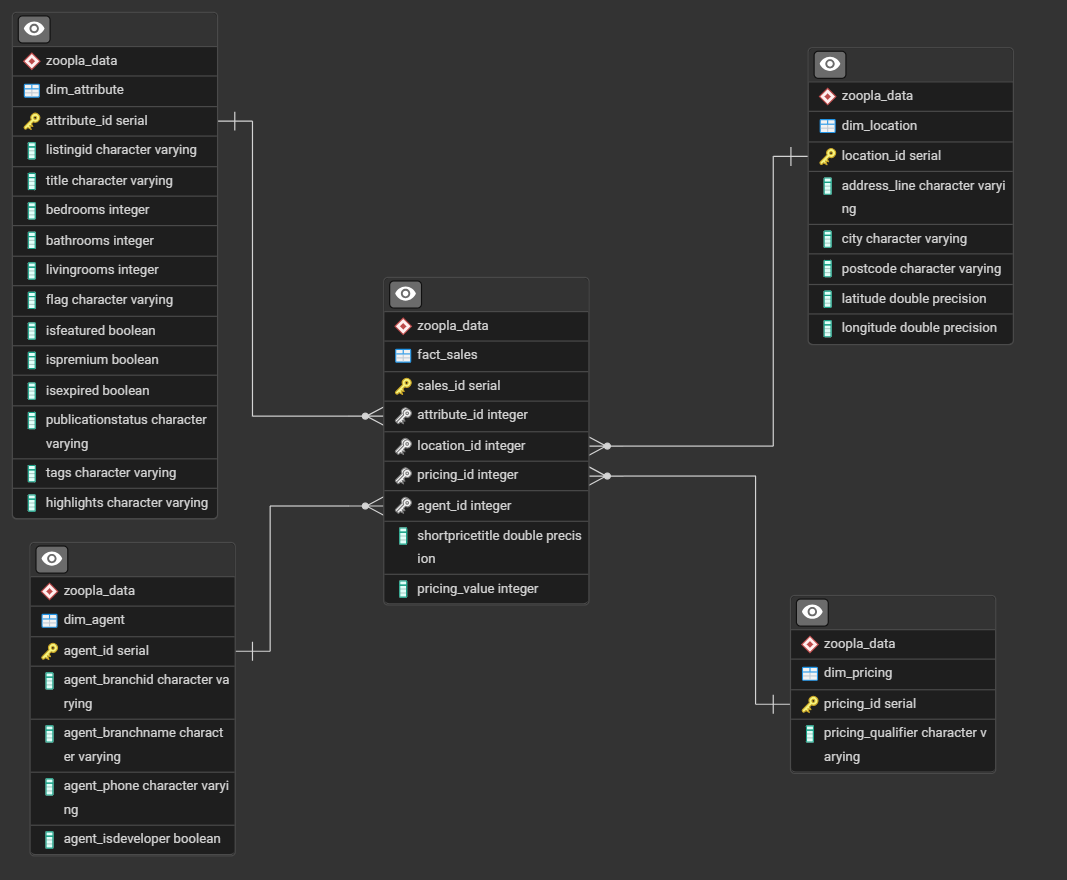 zoopla_data
dim_attribute
attribute_id serial
listingid character varying
title character varying
bedrooms integer
bathrooms integer
livingrooms integer
flag character varying
isfeatured boolean
ispremium boolean
isexpired boolean
publicationstatus character
varying
tags character varying
highlights character varying
zoopla_data
dim_agent
agent_id serial
agent_branchid character va
rying
agent_branchname charact
er varying
agent_phone character varyi
ng
agent_isdeveloper boolean
zoopla_data
fact_sales
sales_id serial
attribute_id integer
location_id integer
pricing_id integer
agent_id integer
shortpricetitle double precis
ion
pricing_value integer
zoopla_data
dim_location
location_id serial
address_line character varyi
ng
city character varying
postcode character varying
latitude double precision
longitude double precision
zoopla_data
dim_pricing
pricing_id serial
pricing_qualifier character v
arying